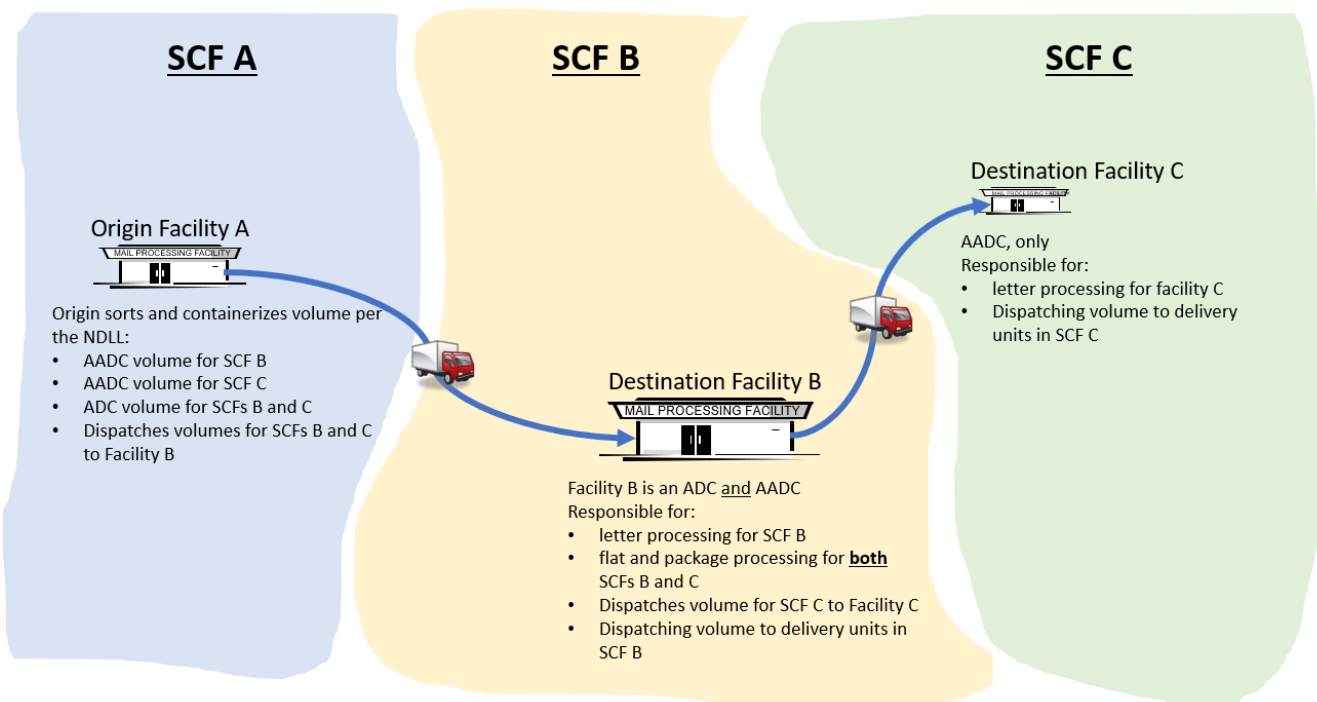 SCF A
SCF B
SCF C
Origin Facility A
MAIL PROCESSING FACILITY
Origin sorts and containerizes volume per
the NDLL:
• AADC volume for SCF B
• AADC volume for SCF C
• ADC volume for SCFs B and C
• Dispatches volumes for SCFs B and C
to Facility B
Destination Facility B
MAIL PROCESSING FACILITY
Facility B is an ADC and AADC
Responsible for:
• letter processing for SCF B
• flat and package processing for both
SCFs B and C
• Dispatches volume for SCF C to Facility C
• Dispatching volume to delivery units in
SCF B
Destination Facility C
MAIL PROCESSING FACILITY
AADC, only
Responsible for:
• letter processing for facility C
• Dispatching volume to delivery
units in SCF C